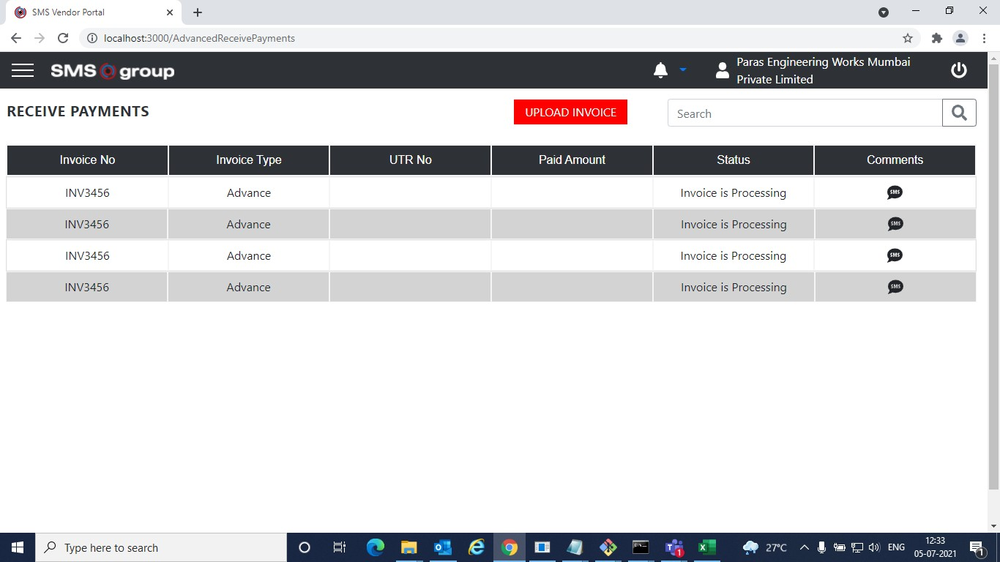 SMS Vendor Portal
localhost:3000/AdvancedReceivePayments
SMS group
Paras Engineering Works Mumbai
Private Limited
RECEIVE PAYMENTS
UPLOAD INVOICE
Search
Invoice No Invoice Type UTR No Paid Amount Status Comments
INV3456 Advance Invoice is Processing SMS
INV3456 Advance Invoice is Processing SMS
INV3456 Advance Invoice is Processing SMS
INV3456 Advance Invoice is Processing SMS
Type here to search
1
27°C
ENG
12:33
05-07-2021
1